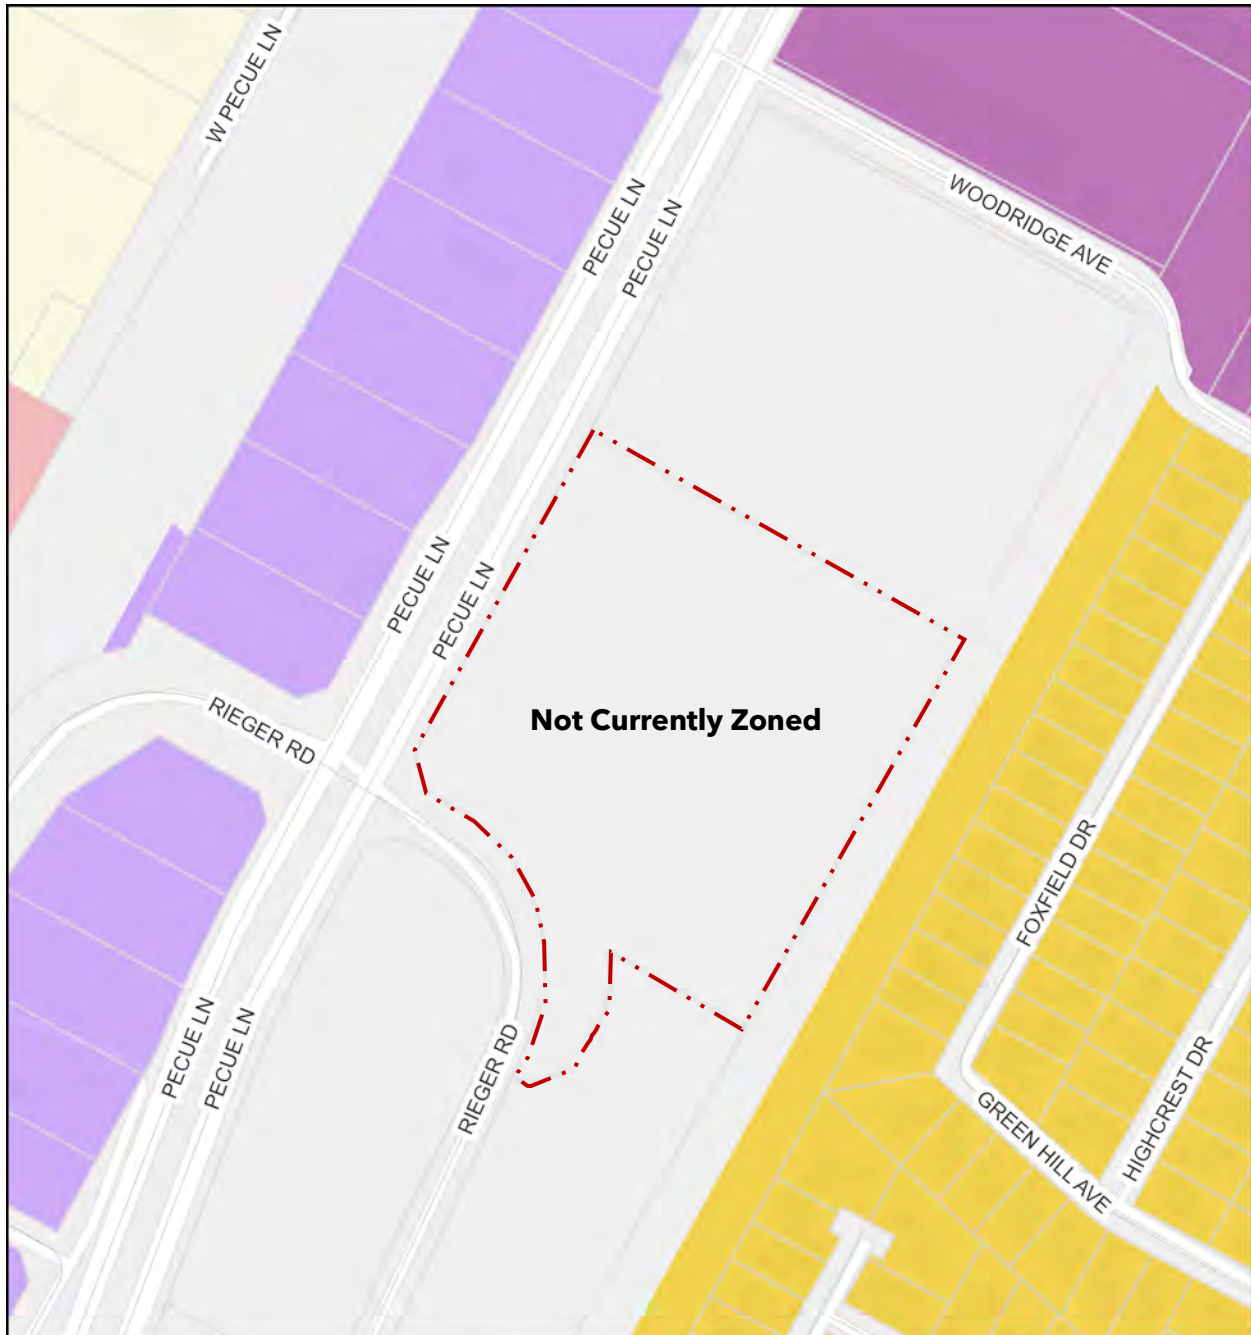 W PECUE LN
WOODRIDGE AVE
PECUE LN
PECUE LN
PECUE LN
PECUE LN
RIEGER RD
Not Currently Zoned
FOXFIELD DR
PECUE LN
PECUE LN
RIEGER RD
GREEN HILL AVE
HIGHCREST DR